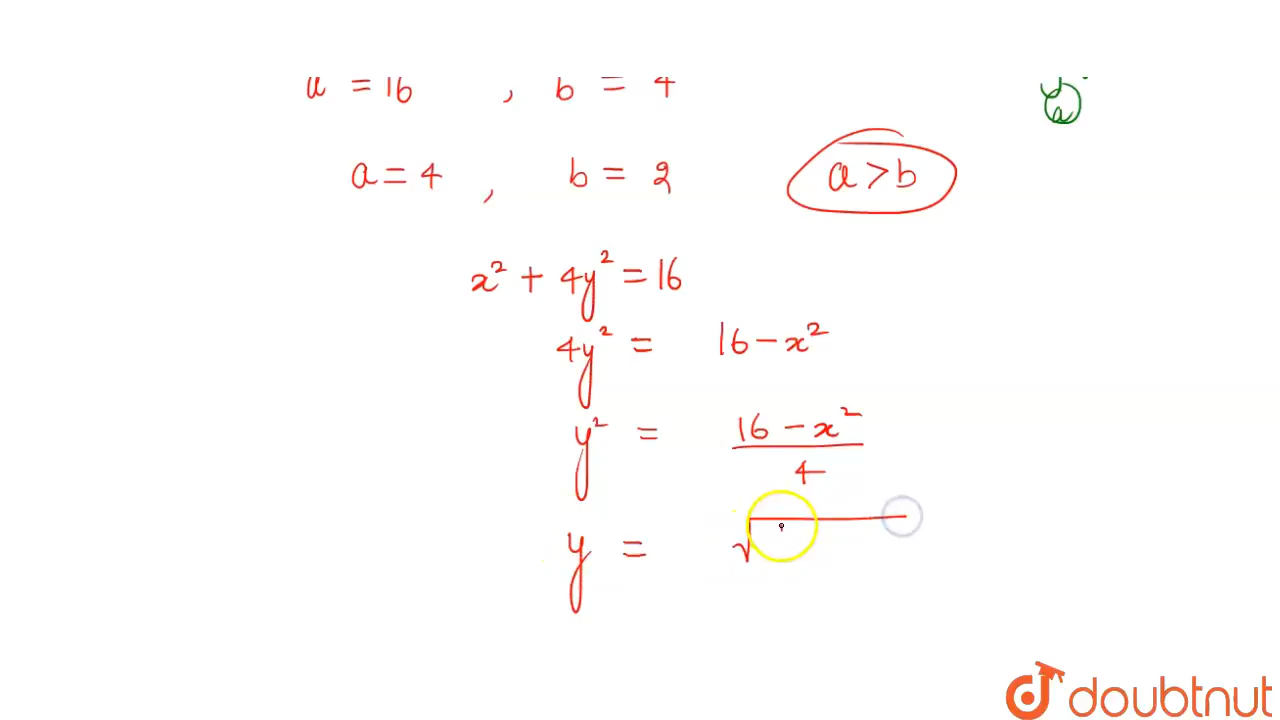 a = 16 , b = 4
a = 4 , b = 2 a > b
a
x² + 4y² = 16
4y² = 16 - x²
y² = 16 - x² / 4
y = √
doubtnut